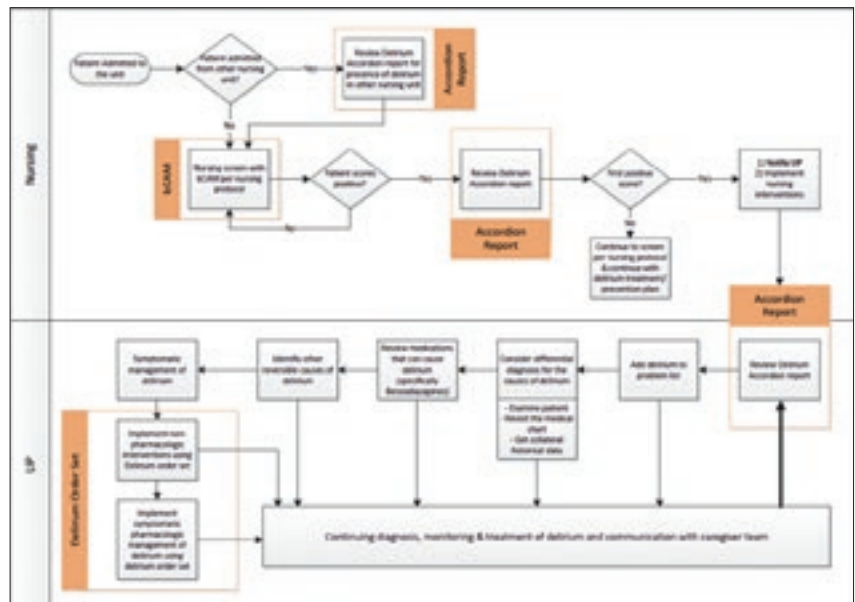 Nursing
Patient Admitted to
the unit
Patient admitted
from other nursing
unit?
Yes
No
Review Delirium
Accordion report for
presence of delirium
in other nursing unit
Accordion
Report
bCAM
Nursing screen with
bCAM per nursing
protocol
Patient scores
positive?
No
Yes
Review Delirium
Accordion report
Accordion
Report
First positive
score?
Yes
No
Continue to screen
per nursing protocol
& continue with
delirium treatment/
prevention plan
1) Notify LIP
2) Implement
nursing
interventions
Accordion
Report
LIP
Review Delirium
Accordion report
Add delirium to
problem list
Consider differential
diagnosis for the
causes of delirium
- Examine patient
- Revisit the medical
chart
- Get collateral
historical data
Review medications
that can cause
delirium
(specifically
Benzodiazepines)
Identify other
reversible causes of
delirium
Symptomatic
management of
delirium
Delirium Order Set
Implement non-
pharmacologic
interventions using
Delirium order set
Implement
symptomatic
pharmacologic
management of
delirium using
delirium order set
Continuing diagnosis, monitoring & treatment of delirium and communication with caregiver team